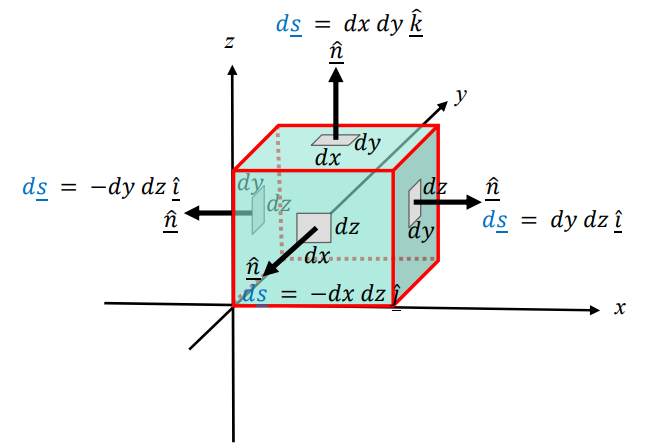 ds = dx dy k̂
n̂
z
y
dy
dx
ds = −dy dz î
n̂
dy
dz
dz
dy
n̂
ds = dy dz î
dz
dx
n̂
ds = −dx dz î
x